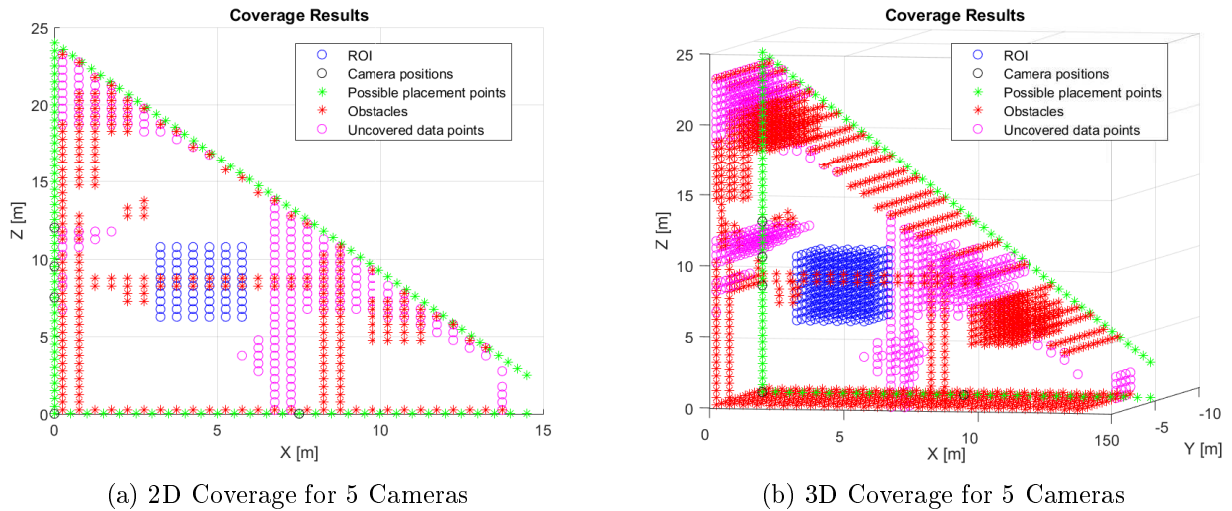 Coverage Results
25
20
15
10
5
0
Z [m]
0
5
10
15
X [m]
ROI
Camera positions
Possible placement points
Obstacles
Uncovered data points
(a) 2D Coverage for 5 Cameras
Coverage Results
25
20
15
10
5
0
Z [m]
0
5
10
150
X [m]
-5
-10
Y [m]
ROI
Camera positions
Possible placement points
Obstacles
Uncovered data points
(b) 3D Coverage for 5 Cameras